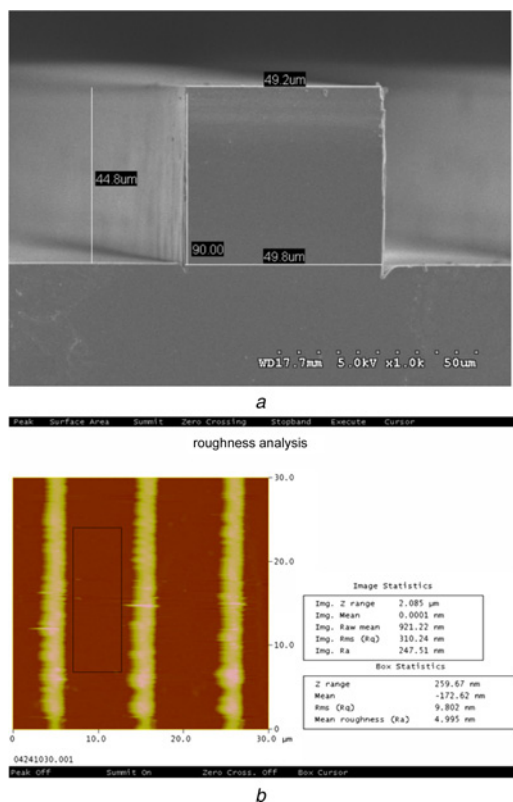 49.2um
44.8um
90.00
49.8um
WD17.7mm 5.0kV x1.0k 50um
a
Peak Surface Area Summit Zero Crossing Stopband Execute Cursor
roughness analysis
30.0
20.0
10.0
0
0 10.0 20.0 30.0
μm
Image Statistics
Img. Z range 2.085 μm
Img. Mean 0.0001 nm
Img. Raw mean 921.22 nm
Img. Rms (Rq) 310.24 nm
Img. Ra 247.51 nm
Box Statistics
Z range 259.67 nm
Mean -172.62 nm
Rms (Rq) 9.802 nm
Mean roughness (Ra) 4.995 nm
04241030.001
Peak Off Summit On Zero Cross. Off Box Cursor
b